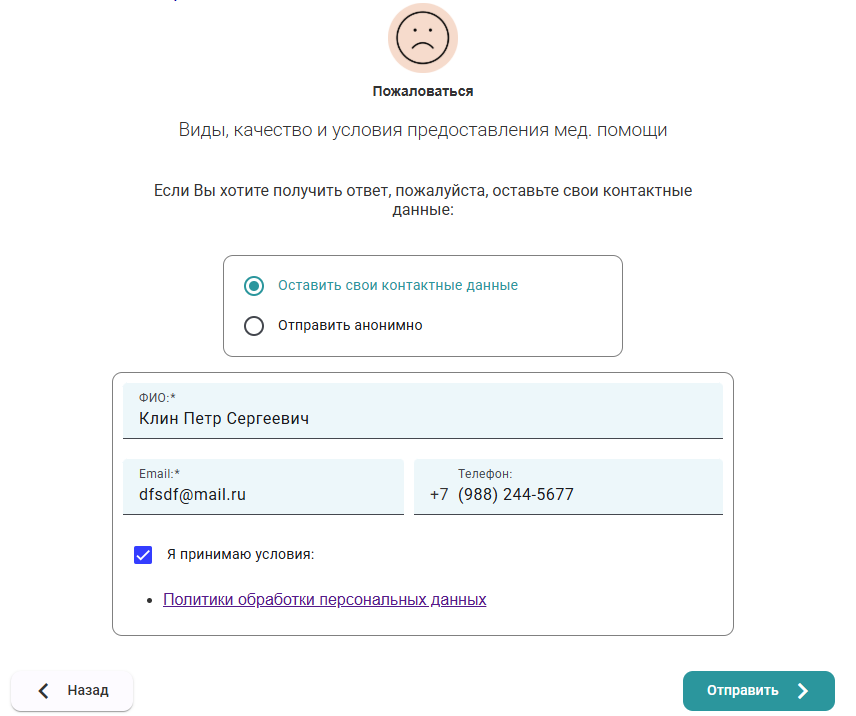 Пожаловаться
Виды, качество и условия предоставления мед. помощи
Если Вы хотите получить ответ, пожалуйста, оставьте свои контактные
данные:
Оставить свои контактные данные
Отправить анонимно
ФИО:*
Клин Петр Сергеевич
Email:*
dfsdf@mail.ru
Телефон:
+7 (988) 244-5677
Я принимаю условия:
• Политики обработки персональных данных
Назад
Отправить